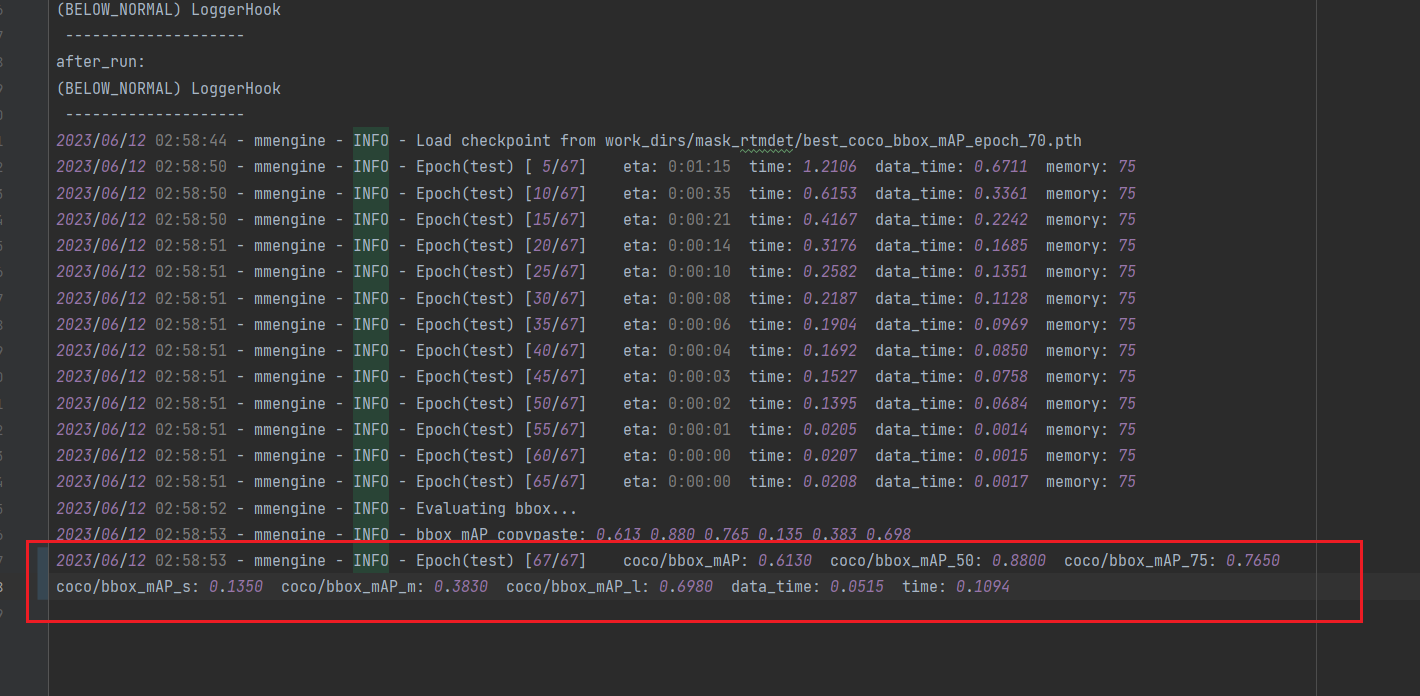 (BELOW_NORMAL) LoggerHook
--------------------
after_run:
(BELOW_NORMAL) LoggerHook
--------------------
2023/06/12 02:58:44 - mmengine - INFO - Load checkpoint from work_dirs/mask_rtmdet/best_coco_bbox_mAP_epoch_70.pth
2023/06/12 02:58:50 - mmengine - INFO - Epoch(test) [ 5/67]    eta: 0:01:15  time: 1.2106  data_time: 0.6711  memory: 75
2023/06/12 02:58:50 - mmengine - INFO - Epoch(test) [10/67]    eta: 0:00:35  time: 0.6153  data_time: 0.3361  memory: 75
2023/06/12 02:58:50 - mmengine - INFO - Epoch(test) [15/67]    eta: 0:00:21  time: 0.4167  data_time: 0.2242  memory: 75
2023/06/12 02:58:51 - mmengine - INFO - Epoch(test) [20/67]    eta: 0:00:14  time: 0.3176  data_time: 0.1685  memory: 75
2023/06/12 02:58:51 - mmengine - INFO - Epoch(test) [25/67]    eta: 0:00:10  time: 0.2582  data_time: 0.1351  memory: 75
2023/06/12 02:58:51 - mmengine - INFO - Epoch(test) [30/67]    eta: 0:00:08  time: 0.2187  data_time: 0.1128  memory: 75
2023/06/12 02:58:51 - mmengine - INFO - Epoch(test) [35/67]    eta: 0:00:06  time: 0.1904  data_time: 0.0969  memory: 75
2023/06/12 02:58:51 - mmengine - INFO - Epoch(test) [40/67]    eta: 0:00:04  time: 0.1692  data_time: 0.0850  memory: 75
2023/06/12 02:58:51 - mmengine - INFO - Epoch(test) [45/67]    eta: 0:00:03  time: 0.1527  data_time: 0.0758  memory: 75
2023/06/12 02:58:51 - mmengine - INFO - Epoch(test) [50/67]    eta: 0:00:02  time: 0.1395  data_time: 0.0684  memory: 75
2023/06/12 02:58:51 - mmengine - INFO - Epoch(test) [55/67]    eta: 0:00:01  time: 0.0205  data_time: 0.0014  memory: 75
2023/06/12 02:58:51 - mmengine - INFO - Epoch(test) [60/67]    eta: 0:00:00  time: 0.0207  data_time: 0.0015  memory: 75
2023/06/12 02:58:51 - mmengine - INFO - Epoch(test) [65/67]    eta: 0:00:00  time: 0.0208  data_time: 0.0017  memory: 75
2023/06/12 02:58:52 - mmengine - INFO - Evaluating bbox...
2023/06/12 02:58:53 - mmengine - INFO - bbox_mAP_copypaste: 0.613 0.880 0.765 0.135 0.383 0.698
2023/06/12 02:58:53 - mmengine - INFO - Epoch(test) [67/67]    coco/bbox_mAP: 0.6130  coco/bbox_mAP_50: 0.8800  coco/bbox_mAP_75: 0.7650
coco/bbox_mAP_s: 0.1350  coco/bbox_mAP_m: 0.3830  coco/bbox_mAP_l: 0.6980  data_time: 0.0515  time: 0.1094